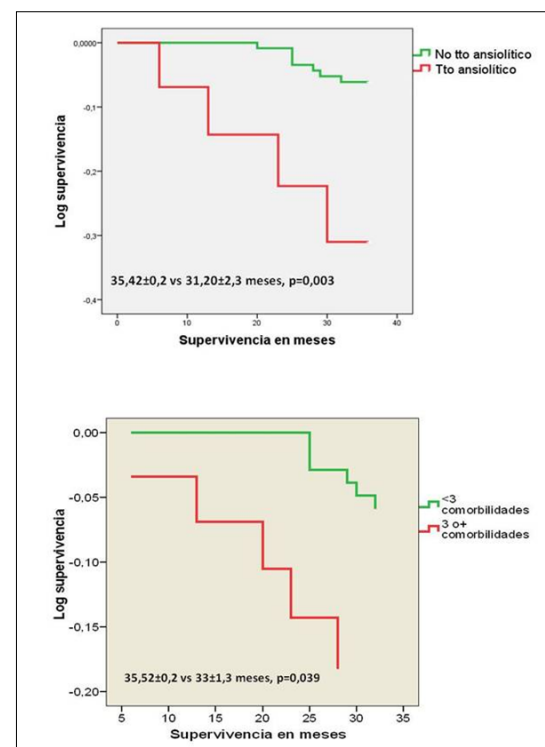 0,0000
-0,1
-0,2
-0,3
-0,4
Log supervivencia
0 10 20 30 40
Supervivencia en meses
35,42±0,2 vs 31,20±2,3 meses, p=0,003
No tto ansiolítico
Tto ansiolítico
0,00
-0,05
-0,10
-0,15
-0,20
Log supervivencia
5 10 15 20 25 30 35
Supervivencia en meses
35,52±0,2 vs 33±1,3 meses, p=0,039
<3
comorbilidades
3 o+
comorbilidades